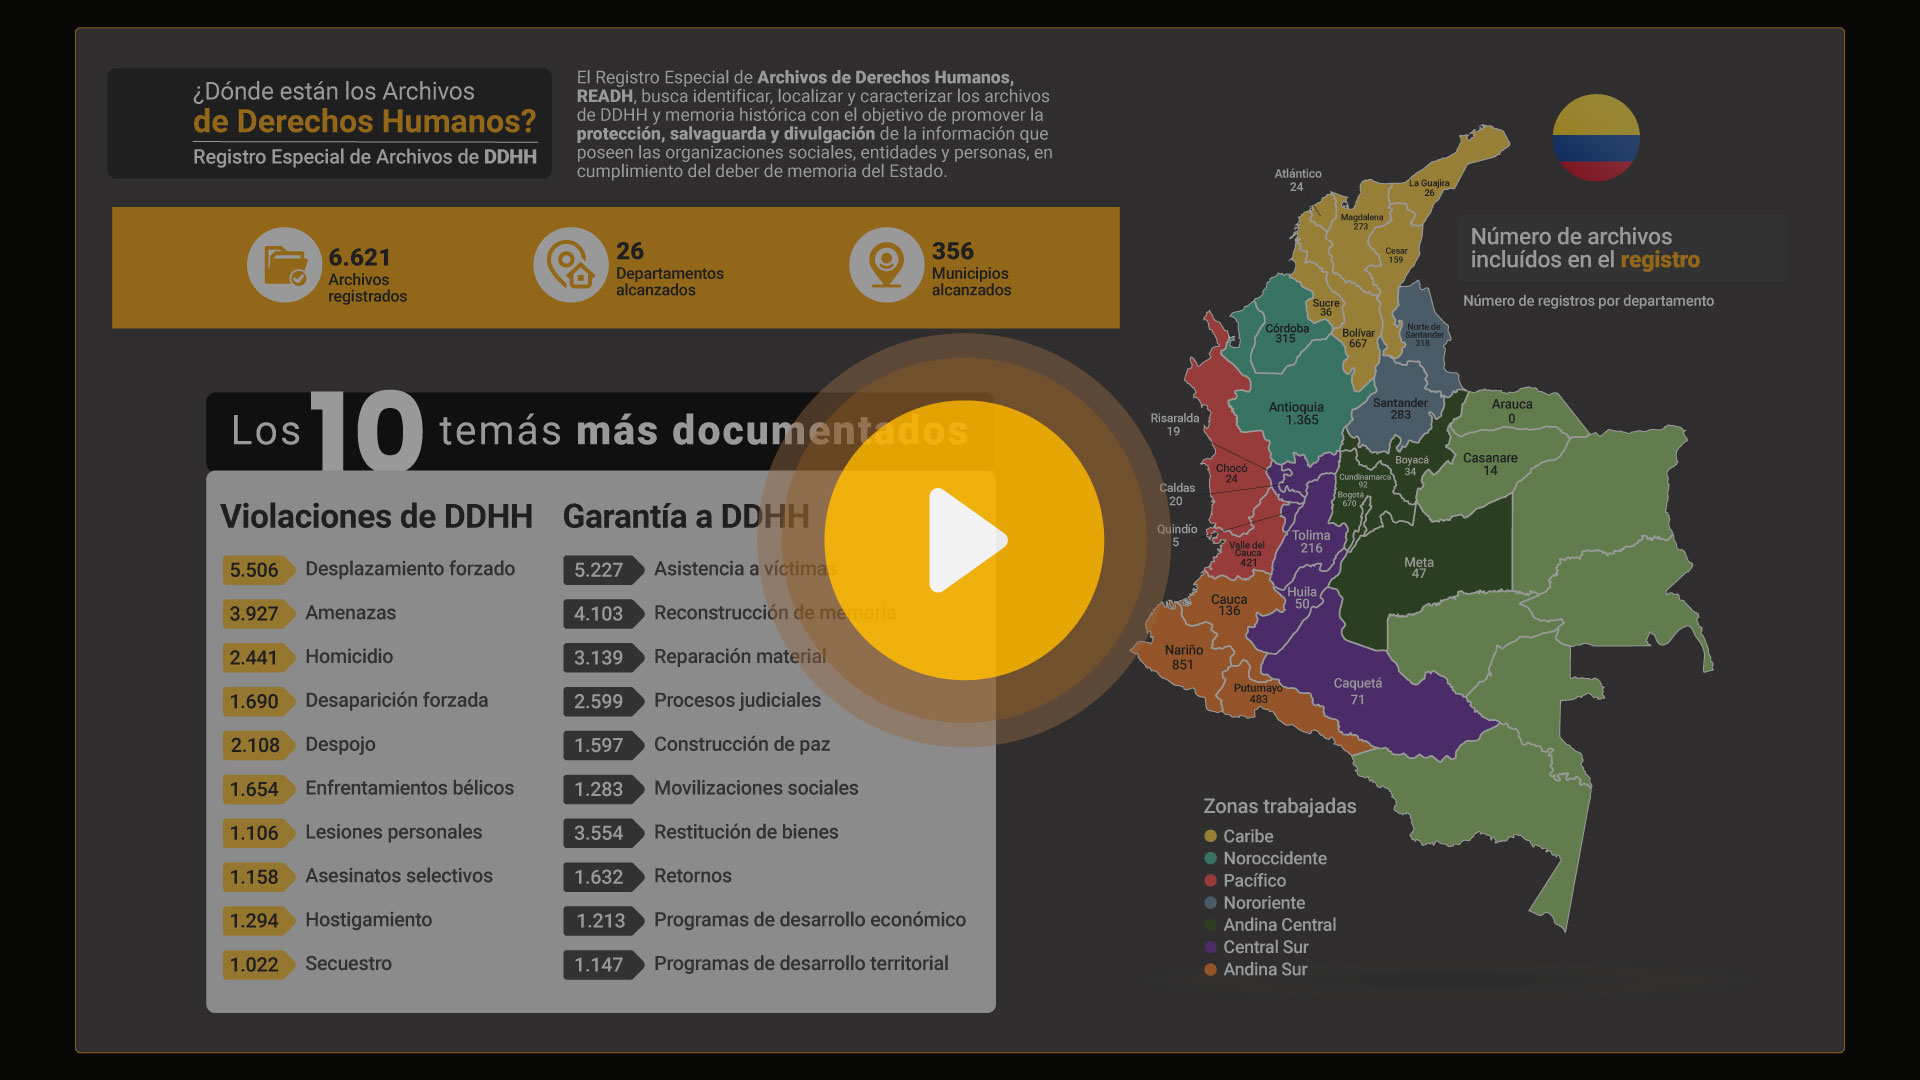 ¿Dónde están los Archivos
de Derechos Humanos?
Registro Especial de Archivos de DDHH
El Registro Especial de Archivos de Derechos Humanos,
READH, busca identificar, localizar y caracterizar los archivos
de DDHH y memoria histórica con el objetivo de promover la
protección, salvaguarda y divulgación de la información que
poseen las organizaciones sociales, entidades y personas, en
cumplimiento del deber de memoria del Estado.
6.621
Archivos
registrados
26
Departamentos
alcanzados
356
Municipios
alcanzados
Los 10 temás más documentados
Violaciones de DDHH
5.506 Desplazamiento forzado
3.927 Amenazas
2.441 Homicidio
1.690 Desaparición forzada
2.108 Despojo
1.654 Enfrentamientos bélicos
1.106 Lesiones personales
1.158 Asesinatos selectivos
1.294 Hostigamiento
1.022 Secuestro
Garantía a DDHH
5.227 Asistencia a víctimas
4.103 Reconstrucción de memoria
3.139 Reparación material
2.599 Procesos judiciales
1.597 Construcción de paz
1.283 Movilizaciones sociales
3.554 Restitución de bienes
1.632 Retornos
1.213 Programas de desarrollo económico
1.147 Programas de desarrollo territorial
Número de archivos
incluídos en el registro
Número de registros por departamento
Atlántico
24
La Guajira
26
Magdalena
273
Cesar
159
Sucre
36
Bolívar
667
Córdoba
315
Norte de
Santander
318
Antioquia
1.365
Santander
283
Arauca
0
Risaralda
19
Chocó
24
Boyacá
34
Casanare
14
Cundinamarca
92
Bogotá
670
Caldas
20
Quindío
5
Tolima
216
Valle del
Cauca
421
Meta
47
Huila
50
Cauca
136
Nariño
851
Putumayo
483
Caquetá
71
Zonas trabajadas
Caribe
Noroccidente
Pacífico
Nororiente
Andina Central
Central Sur
Andina Sur